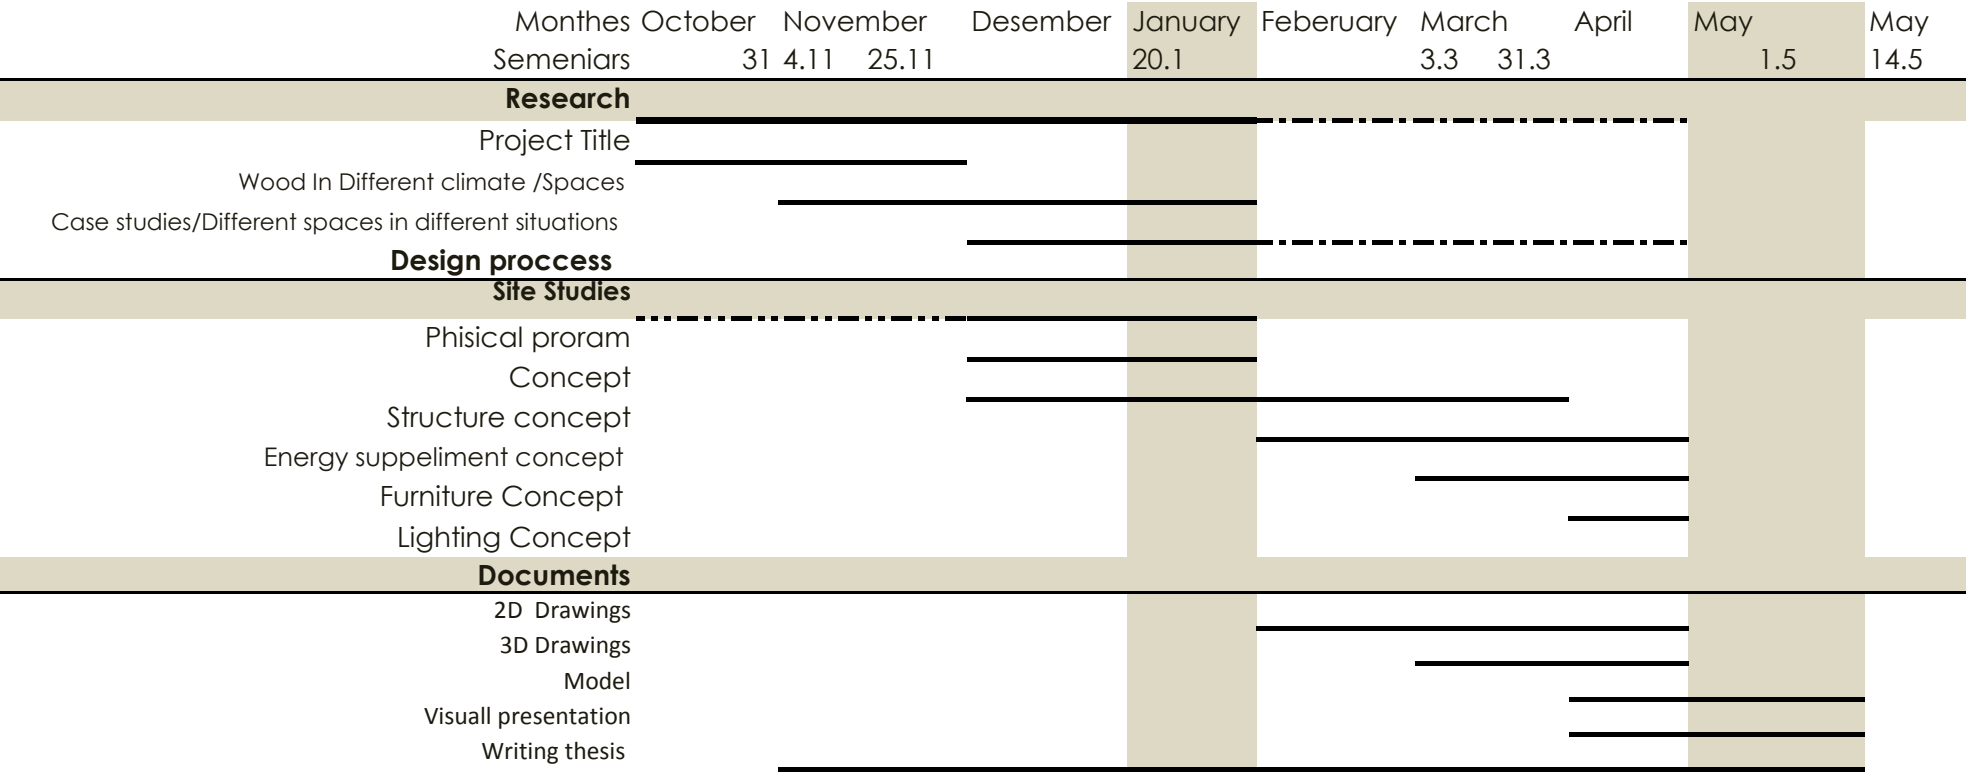 Monthes October November Desember January Feberuary March April May May
Semeniars 31 4.11 25.11 20.1 3.3 31.3 1.5 14.5
Research
Project Title
Wood In Different climate /Spaces
Case studies/Different spaces in different situations
Design proccess
Site Studies
Phisical proram
Concept
Structure concept
Energy suppeliment concept
Furniture Concept
Lighting Concept
Documents
2D Drawings
3D Drawings
Model
Visuall presentation
Writing thesis